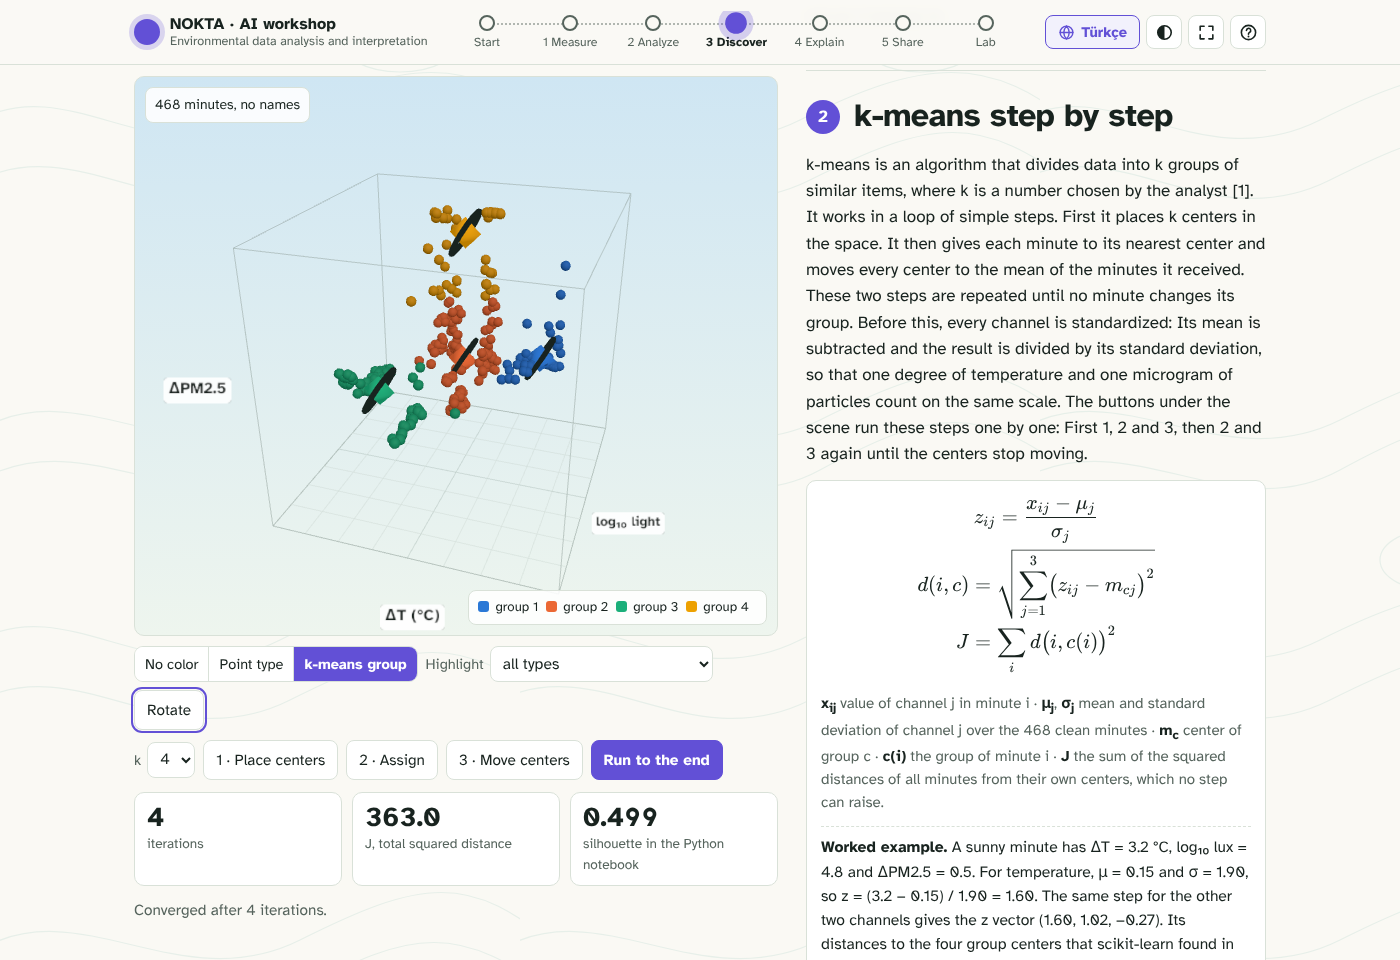 NOKTA · AI workshop
Environmental data analysis and interpretation
Start
1 Measure
2 Analyze
3 Discover
4 Explain
5 Share
Lab
Türkçe
468 minutes, no names
ΔPM2.5
log₁₀ light
ΔT (°C)
group 1
group 2
group 3
group 4
No color
Point type
k-means group
Highlight
all types
Rotate
k
4
1 · Place centers
2 · Assign
3 · Move centers
Run to the end
4
iterations
363.0
J, total squared distance
0.499
silhouette in the Python
notebook
Converged after 4 iterations.
2
k-means step by step
k-means is an algorithm that divides data into k groups of
similar items, where k is a number chosen by the analyst [1].
It works in a loop of simple steps. First it places k centers in
the space. It then gives each minute to its nearest center and
moves every center to the mean of the minutes it received.
These two steps are repeated until no minute changes its
group. Before this, every channel is standardized: Its mean is
subtracted and the result is divided by its standard deviation,
so that one degree of temperature and one microgram of
particles count on the same scale. The buttons under the
scene run these steps one by one: First 1, 2 and 3, then 2 and
3 again until the centers stop moving.
z_ij = (x_ij − μ_j) / σ_j
d(i, c) = √(∑_{j=1}^{3} (z_ij − m_cj)²)
J = ∑_i d(i, c(i))²
x_ij value of channel j in minute i · μ_j, σ_j mean and standard
deviation of channel j over the 468 clean minutes · m_c center of
group c · c(i) the group of minute i · J the sum of the squared
distances of all minutes from their own centers, which no step
can raise.
Worked example. A sunny minute has ΔT = 3.2 °C, log₁₀ lux =
4.8 and ΔPM2.5 = 0.5. For temperature, μ = 0.15 and σ = 1.90,
so z = (3.2 − 0.15) / 1.90 = 1.60. The same step for the other
two channels gives the z vector (1.60, 1.02, −0.27). Its
distances to the four group centers that scikit-learn found in